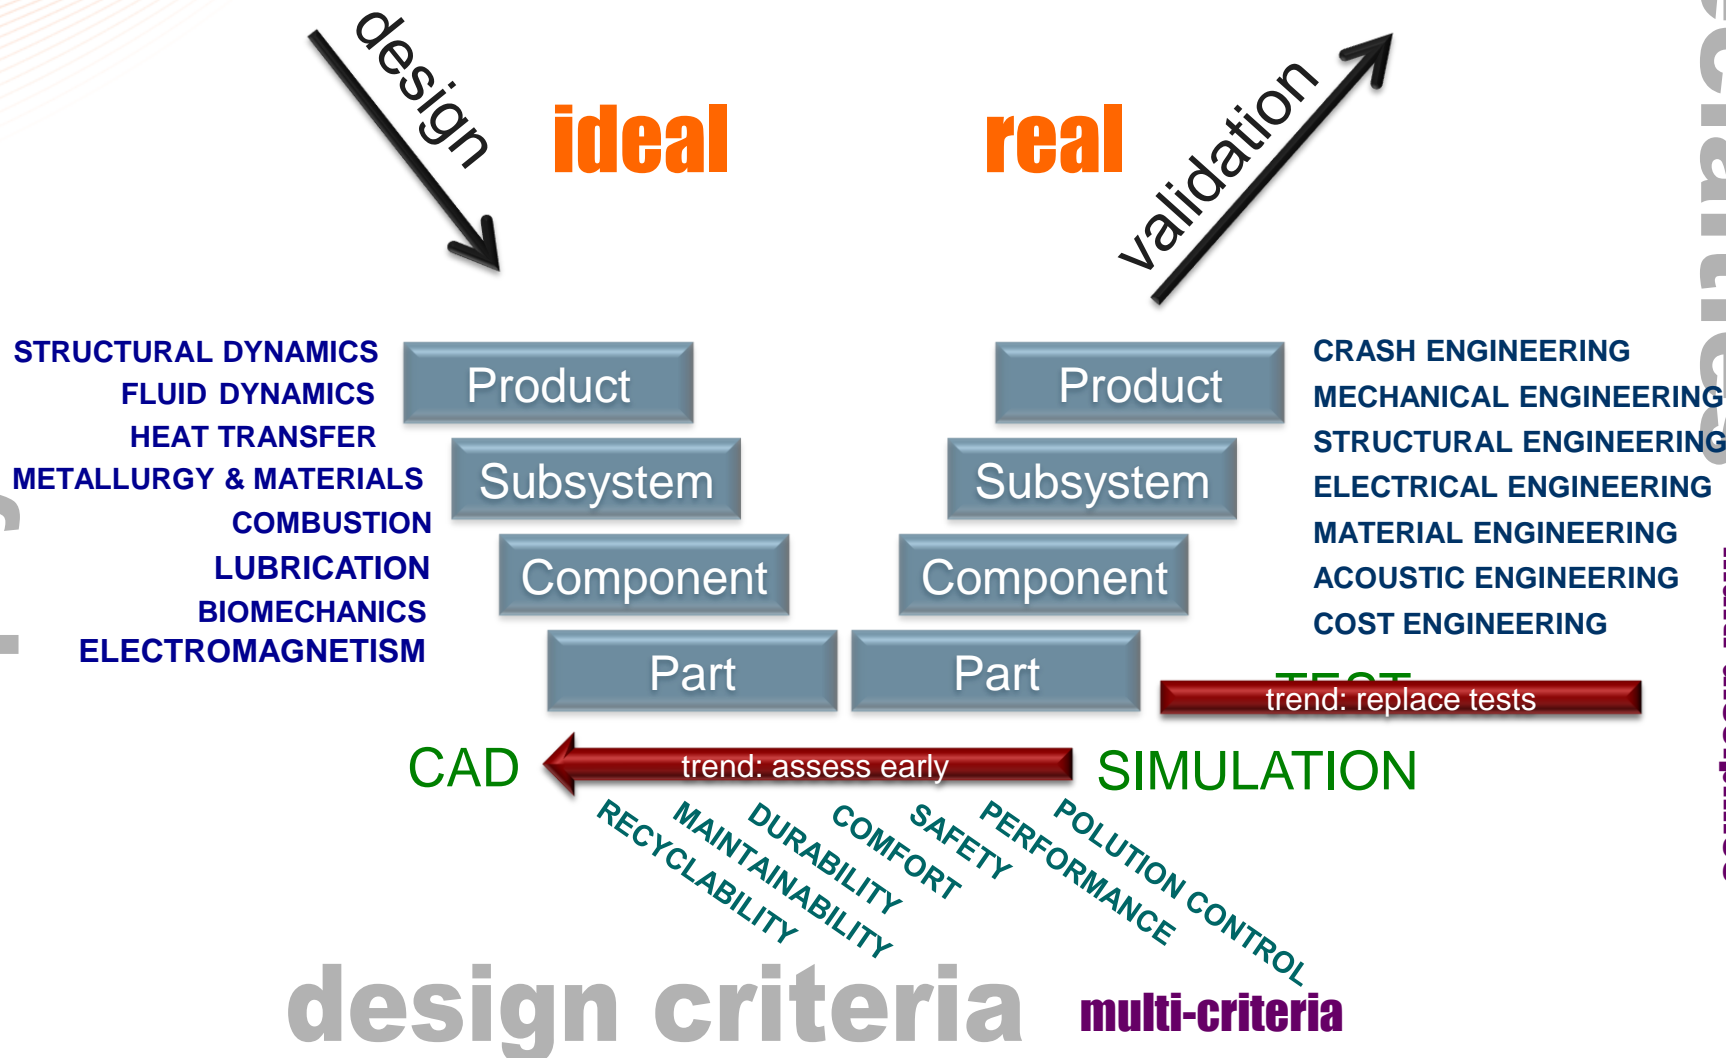 design
ideal
real
validation
STRUCTURAL DYNAMICS
FLUID DYNAMICS
HEAT TRANSFER
METALLURGY & MATERIALS
COMBUSTION
LUBRICATION
BIOMECHANICS
ELECTROMAGNETISM
Product
Subsystem
Component
Part
Product
Subsystem
Component
Part
CRASH ENGINEERING
MECHANICAL ENGINEERING
STRUCTURAL ENGINEERING
ELECTRICAL ENGINEERING
MATERIAL ENGINEERING
ACOUSTIC ENGINEERING
COST ENGINEERING
TEST
trend: replace tests
CAD
trend: assess early
SIMULATION
RECYCLABILITY
MAINTAINABILITY
DURABILITY
COMFORT
SAFETY
PERFORMANCE
POLUTION CONTROL
design criteria
multi-criteria